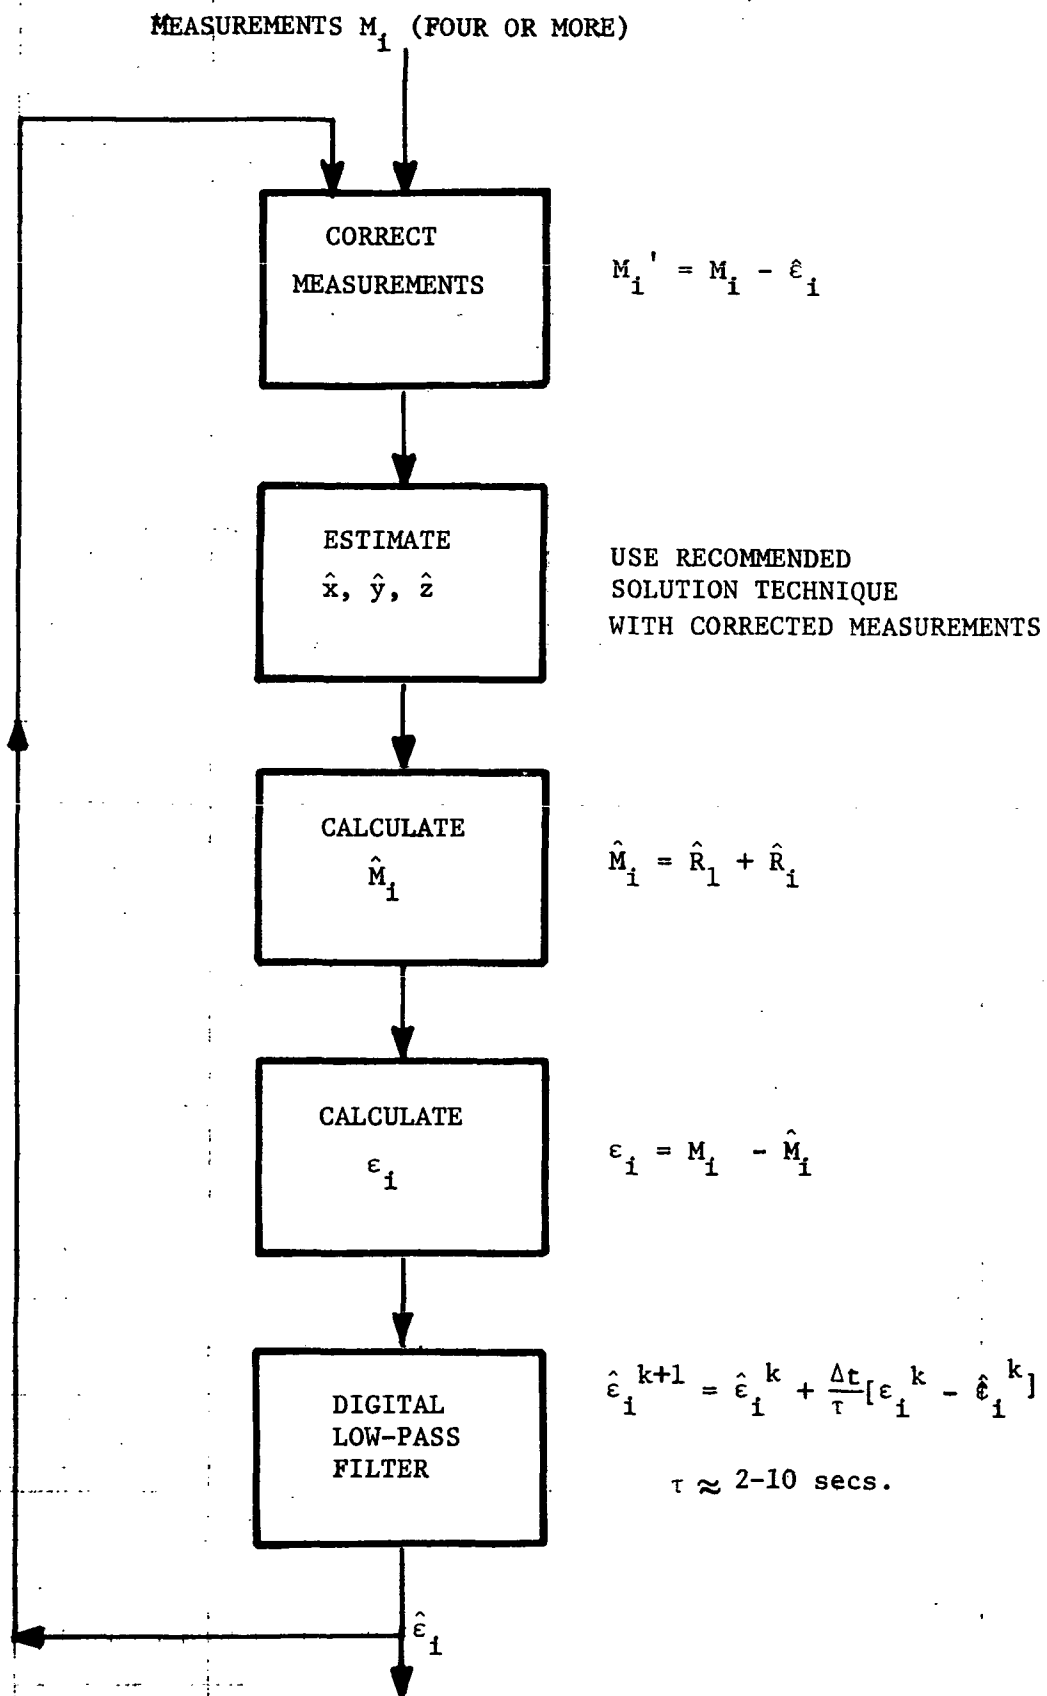 MEASUREMENTS M_i (FOUR OR MORE)
CORRECT
MEASUREMENTS
M_i' = M_i - ε̂_i
ESTIMATE
x̂, ŷ, ẑ
USE RECOMMENDED
SOLUTION TECHNIQUE
WITH CORRECTED MEASUREMENTS
CALCULATE
M̂_i
M̂_i = R̂_1 + R̂_i
CALCULATE
ε_i
ε_i = M_i - M̂_i
DIGITAL
LOW-PASS
FILTER
ε̂_i^{k+1} = ε̂_i^k + Δt/τ [ε_i^k - ε̂_i^k]
τ ≈ 2-10 secs.
ε̂_i